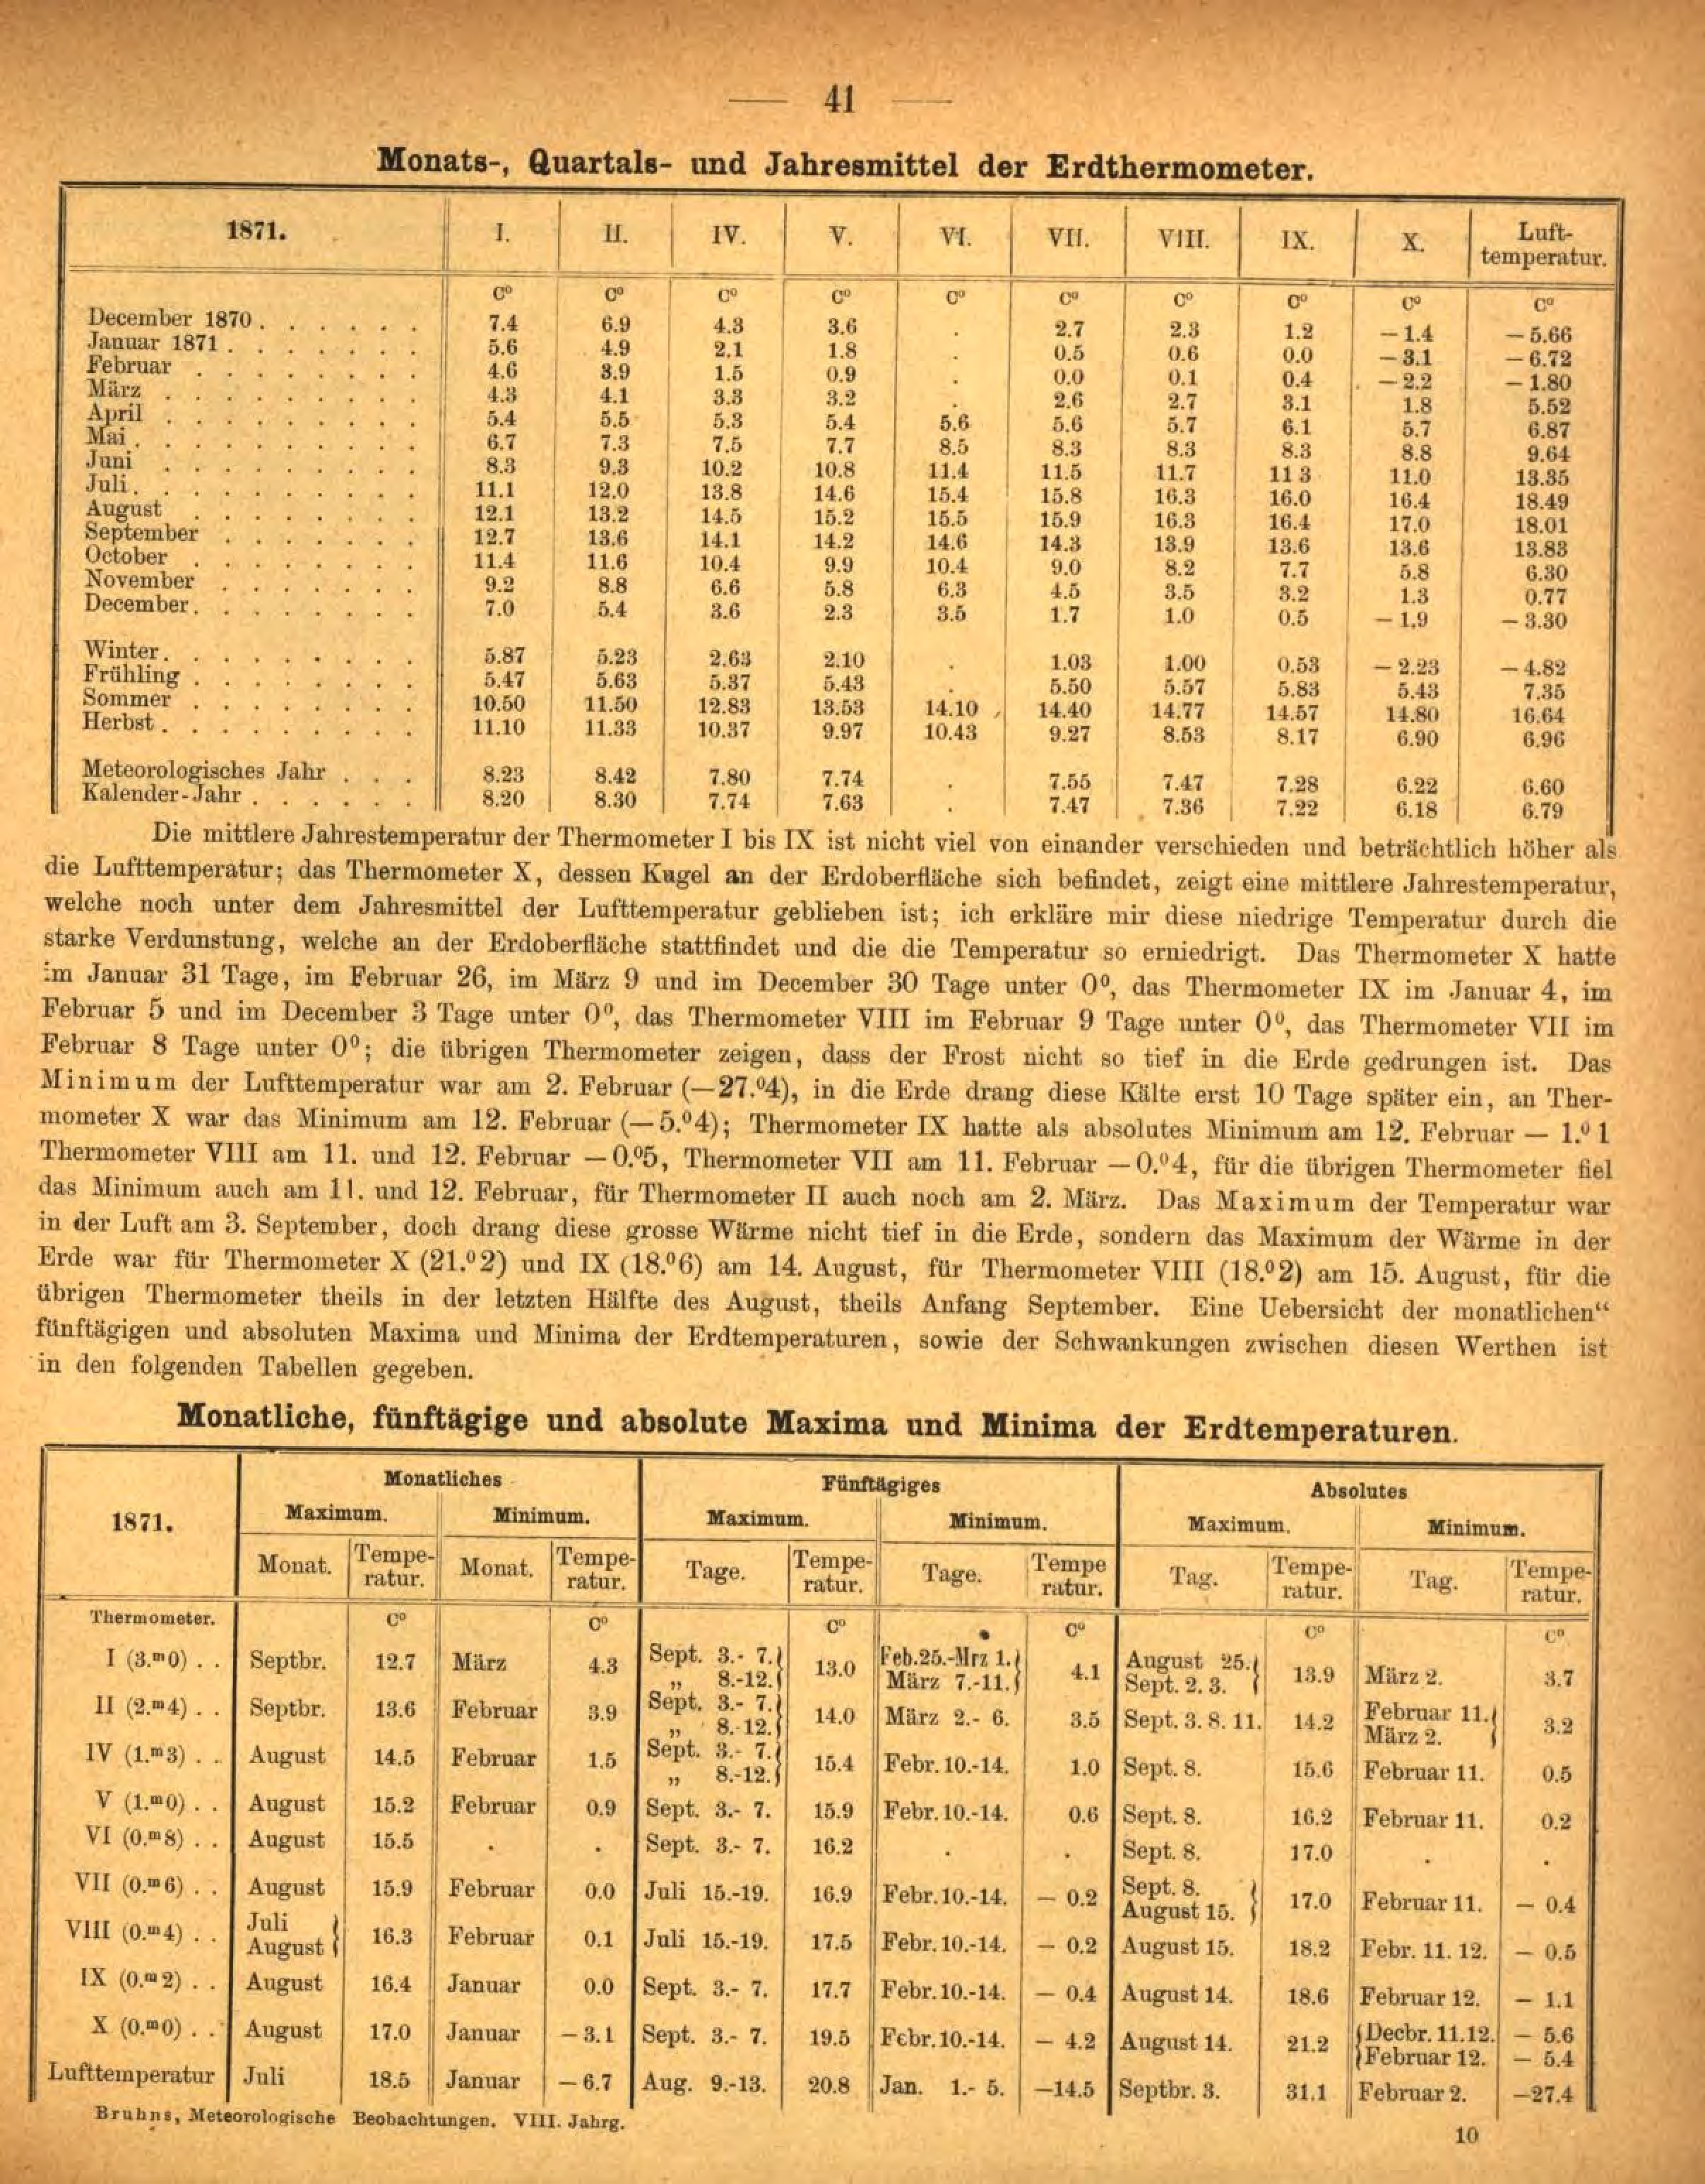 — 41 —
Monats-, Quartals- und Jahresmittel der Erdthermometer.
1871. I. II. IV. V. VI. VII. VIII. IX. X. Luft-temperatur.
C⁰ C⁰ C⁰ C⁰ C⁰ C⁰ C⁰ C⁰ C⁰ C⁰
December 1870 . . . . . . 7.4 6.9 4.3 3.6 . 2.7 2.3 1.2 — 1.4 — 5.66
Januar 1871 . . . . . . . 5.6 4.9 2.1 1.8 . 0.5 0.6 0.0 — 3.1 — 6.72
Februar . . . . . . . . 4.6 3.9 1.5 0.9 . 0.0 0.1 0.4 — 2.2 — 1.80
März . . . . . . . . . 4.3 4.1 3.3 3.2 . 2.6 2.7 3.1 1.8 5.52
April . . . . . . . . . 5.4 5.5 5.3 5.4 5.6 5.6 5.7 6.1 5.7 6.87
Mai . . . . . . . . . . 6.7 7.3 7.5 7.7 8.5 8.3 8.3 8.3 8.8 9.64
Juni . . . . . . . . . 8.3 9.3 10.2 10.8 11.4 11.5 11.7 11 3 11.0 13.35
Juli . . . . . . . . . . 11.1 12.0 13.8 14.6 15.4 15.8 16.3 16.0 16.4 18.49
August . . . . . . . . 12.1 13.2 14.5 15.2 15.5 15.9 16.3 16.4 17.0 18.01
September . . . . . . . 12.7 13.6 14.1 14.2 14.6 14.3 13.9 13.6 13.6 13.83
October . . . . . . . . 11.4 11.6 10.4 9.9 10.4 9.0 8.2 7.7 5.8 6.30
November . . . . . . . 9.2 8.8 6.6 5.8 6.3 4.5 3.5 3.2 1.3 0.77
December . . . . . . . . 7.0 5.4 3.6 2.3 3.5 1.7 1.0 0.5 — 1.9 — 3.30
Winter . . . . . . . . . 5.87 5.23 2.63 2.10 . 1.03 1.00 0.53 — 2.23 — 4.82
Frühling . . . . . . . . 5.47 5.63 5.37 5.43 . 5.50 5.57 5.83 5.43 7.35
Sommer . . . . . . . . 10.50 11.50 12.83 13.53 14.10 14.40 14.77 14.57 14.80 16.64
Herbst . . . . . . . . . 11.10 11.33 10.37 9.97 10.43 9.27 8.53 8.17 6.90 6.96
Meteorologisches Jahr . . . 8.23 8.42 7.80 7.74 . 7.55 7.47 7.28 6.22 6.60
Kalender-Jahr . . . . . . 8.20 8.30 7.74 7.63 . 7.47 7.36 7.22 6.18 6.79
Die mittlere Jahrestemperatur der Thermometer I bis IX ist nicht viel von einander verschieden und beträchtlich höher als
die Lufttemperatur; das Thermometer X, dessen Kugel an der Erdoberfläche sich befindet, zeigt eine mittlere Jahrestemperatur,
welche noch unter dem Jahresmittel der Lufttemperatur geblieben ist; ich erkläre mir diese niedrige Temperatur durch die
starke Verdunstung, welche an der Erdoberfläche stattfindet und die die Temperatur so erniedrigt. Das Thermometer X hatte
im Januar 31 Tage, im Februar 26, im März 9 und im December 30 Tage unter 0⁰, das Thermometer IX im Januar 4, im
Februar 5 und im December 3 Tage unter 0⁰, das Thermometer VIII im Februar 9 Tage unter 0⁰, das Thermometer VII im
Februar 8 Tage unter 0⁰; die übrigen Thermometer zeigen, dass der Frost nicht so tief in die Erde gedrungen ist. Das
Minimum der Lufttemperatur war am 2. Februar (—27.⁰4), in die Erde drang diese Kälte erst 10 Tage später ein, an Ther-
mometer X war das Minimum am 12. Februar (— 5.⁰4); Thermometer IX hatte als absolutes Minimum am 12. Februar — 1.⁰ 1
Thermometer VIII am 11. und 12. Februar — 0.⁰5, Thermometer VII am 11. Februar — 0.⁰4, für die übrigen Thermometer fiel
das Minimum auch am 11. und 12. Februar, für Thermometer II auch noch am 2. März. Das Maximum der Temperatur war
in der Luft am 3. September, doch drang diese grosse Wärme nicht tief in die Erde, sondern das Maximum der Wärme in der
Erde war für Thermometer X (21.⁰2) und IX (18.⁰6) am 14. August, für Thermometer VIII (18.⁰2) am 15. August, für die
übrigen Thermometer theils in der letzten Hälfte des August, theils Anfang September. Eine Uebersicht der monatlichen“
fünftägigen und absoluten Maxima und Minima der Erdtemperaturen, sowie der Schwankungen zwischen diesen Werthen ist
in den folgenden Tabellen gegeben.
Monatliche, fünftägige und absolute Maxima und Minima der Erdtemperaturen.
1871. Monatliches Fünftägiges Absolutes
Maximum. Minimum. Maximum. Minimum. Maximum. Minimum.
Monat. Tempe-ratur. Monat. Tempe-ratur. Tage. Tempe-ratur. Tage. Tempe ratur. Tag. Tempe-ratur. Tag. Tempe-ratur.
Thermometer. C⁰ C⁰ C⁰ C⁰ C⁰ C⁰
I (3.ᵐ0) . . Septbr. 12.7 März 4.3 Sept. 3.- 7. „ 8.-12. } 13.0 Feb.25.-Mrz 1. März 7.-11. } 4.1 August 25. Sept. 2. 3. } 13.9 März 2. 3.7
II (2.ᵐ4) . . Septbr. 13.6 Februar 3.9 Sept. 3.- 7. „ 8.-12. } 14.0 März 2.- 6. 3.5 Sept. 3. 8. 11. 14.2 Februar 11. März 2. } 3.2
IV (1.ᵐ3) . . August 14.5 Februar 1.5 Sept. 3.- 7. „ 8.-12. } 15.4 Febr. 10.-14. 1.0 Sept. 8. 15.6 Februar 11. 0.5
V (1.ᵐ0) . . August 15.2 Februar 0.9 Sept. 3.- 7. 15.9 Febr. 10.-14. 0.6 Sept. 8. 16.2 Februar 11. 0.2
VI (0.ᵐ8) . . August 15.5 . . Sept. 3.- 7. 16.2 . . Sept. 8. 17.0 . .
VII (0.ᵐ6) . . August 15.9 Februar 0.0 Juli 15.-19. 16.9 Febr. 10.-14. — 0.2 Sept. 8. August 15. } 17.0 Februar 11. — 0.4
VIII (0.ᵐ4) . . Juli August } 16.3 Februar 0.1 Juli 15.-19. 17.5 Febr. 10.-14. — 0.2 August 15. 18.2 Febr. 11. 12. — 0.5
IX (0.ᵐ2) . . August 16.4 Januar 0.0 Sept. 3.- 7. 17.7 Febr. 10.-14. — 0.4 August 14. 18.6 Februar 12. — 1.1
X (0.ᵐ0) . . August 17.0 Januar — 3.1 Sept. 3.- 7. 19.5 Febr. 10.-14. — 4.2 August 14. 21.2 { Decbr. 11.12. — 5.6 Februar 12. — 5.4
Lufttemperatur Juli 18.5 Januar — 6.7 Aug. 9.-13. 20.8 Jan. 1.- 5. —14.5 Septbr. 3. 31.1 Februar 2. —27.4
Bruhns, Meteorologische Beobachtungen. VIII. Jahrg.
10